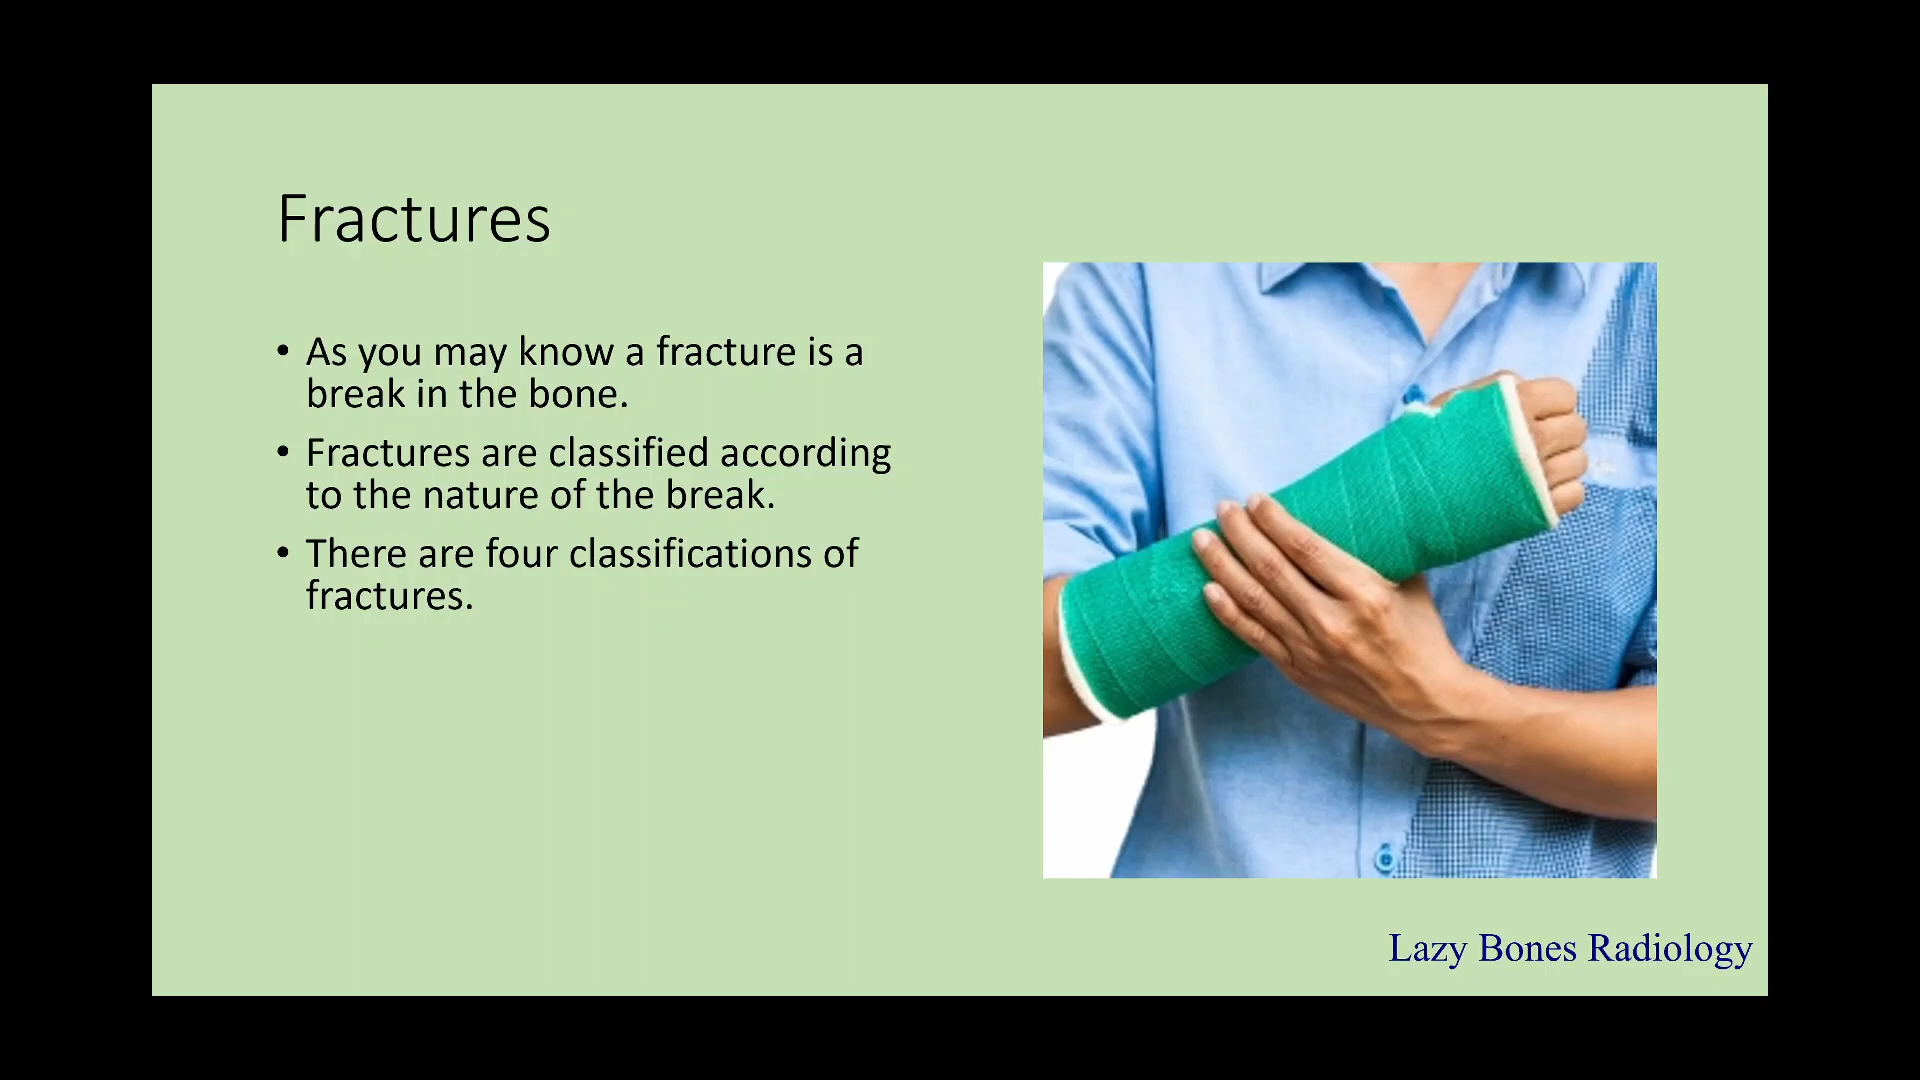 Fractures
• As you may know a fracture is a
break in the bone.
• Fractures are classified according
to the nature of the break.
• There are four classifications of
fractures.
Lazy Bones Radiology